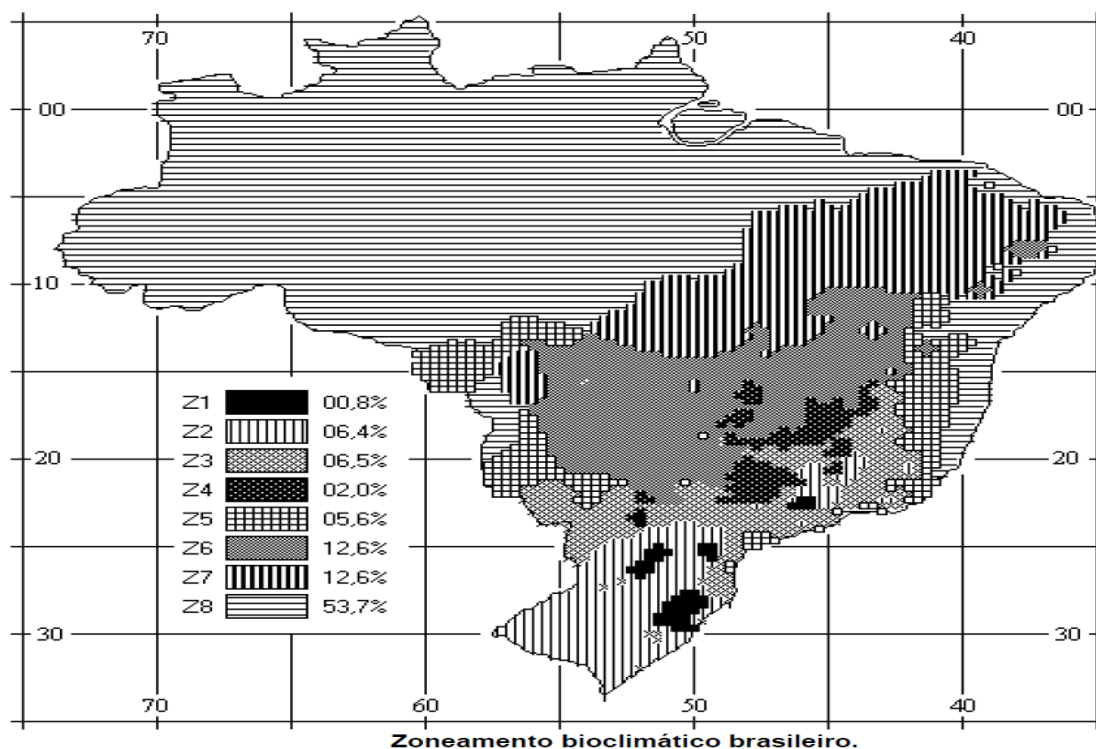 70 50 40
00 00
10
Z1 00,8%
Z2 06,4%
Z3 06,5%
Z4 02,0%
Z5 05,6%
Z6 12,6%
Z7 12,6%
Z8 53,7%
20
30 30
70 60 50 40
Zoneamento bioclimático brasileiro.